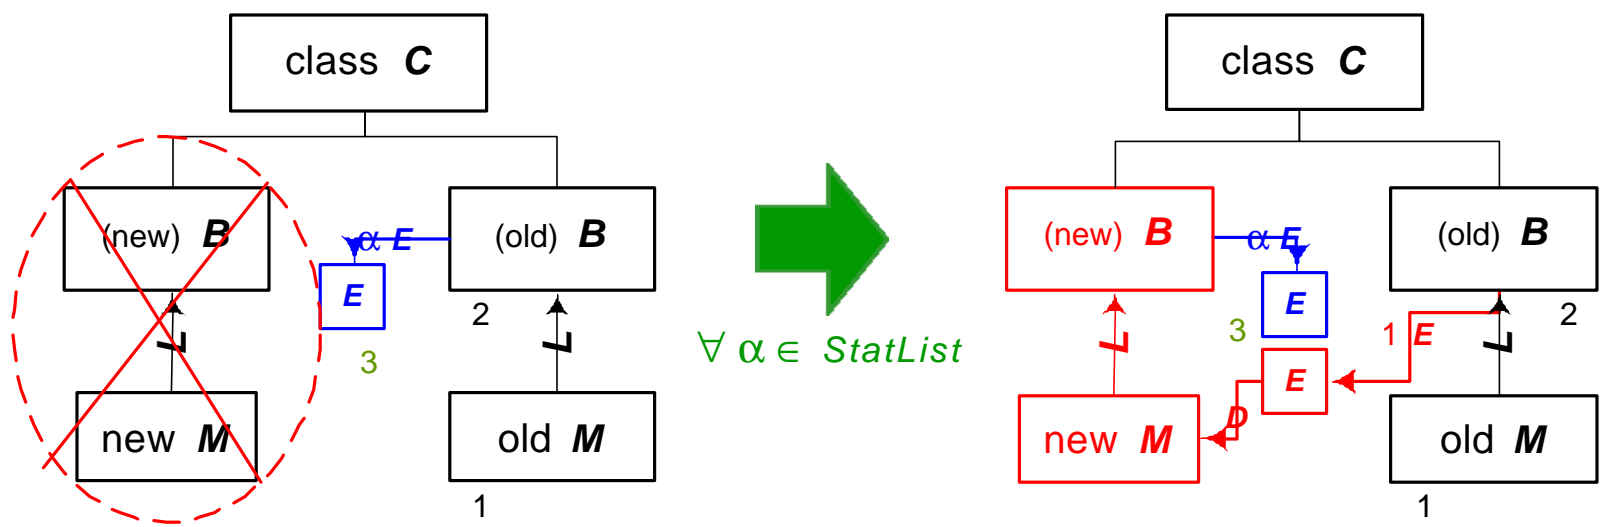 class C
(new) B
α E
(old) B
E
2
L
L
3
new M
old M
1
∀ α ∈ StatList
class C
(new) B
α E
(old) B
E
3
2
1 E
L
E
L
D
new M
old M
1